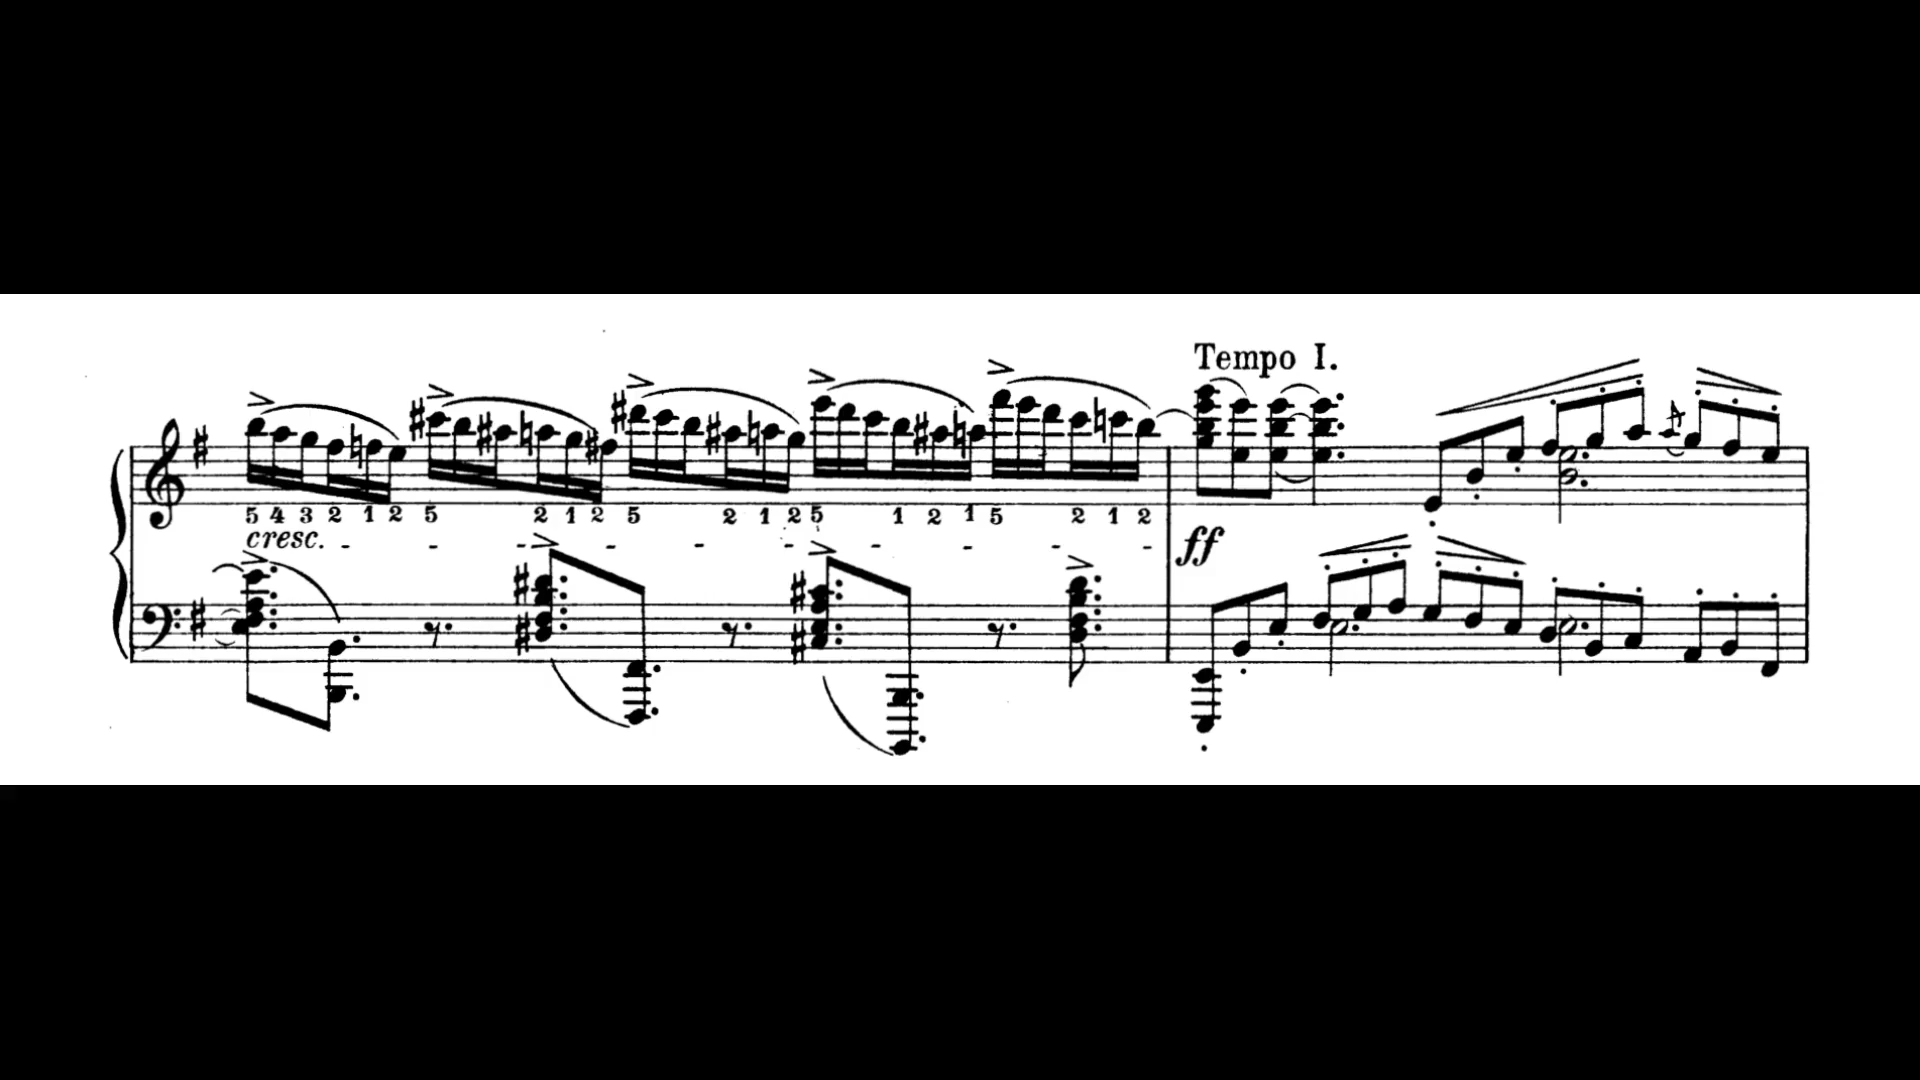 Tempo I.
5 4 3 2 1 2 5 2 1 2 5 2 1 2 5 1 2 1 5 2 1 2
cresc. - - - - - - - - - -
ff